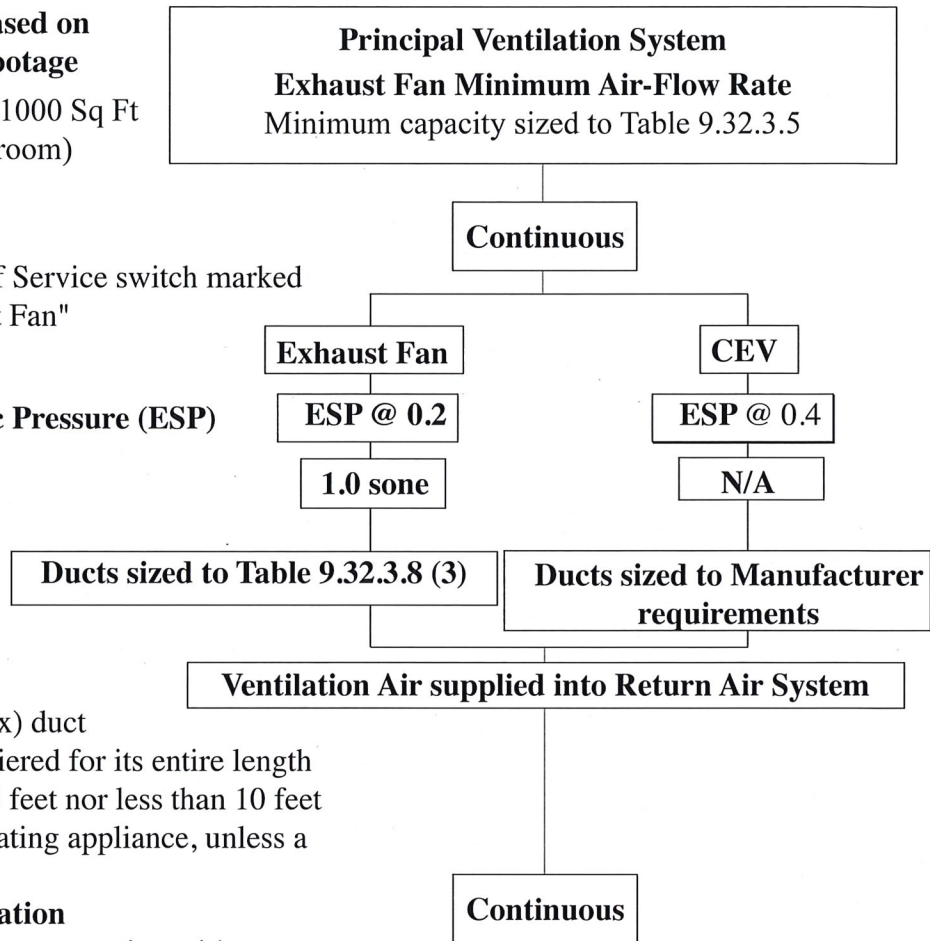 ased on
ootage
1000 Sq Ft
room)
Principal Ventilation System
Exhaust Fan Minimum Air-Flow Rate
Minimum capacity sized to Table 9.32.3.5
Continuous
f Service switch marked
t Fan"
Exhaust Fan
CEV
c Pressure (ESP)
ESP @ 0.2
ESP @ 0.4
1.0 sone
N/A
Ducts sized to Table 9.32.3.8 (3)
Ducts sized to Manufacturer
requirements
Ventilation Air supplied into Return Air System
x) duct
iered for its entire length
feet nor less than 10 feet
ating appliance, unless a
Continuous
ation